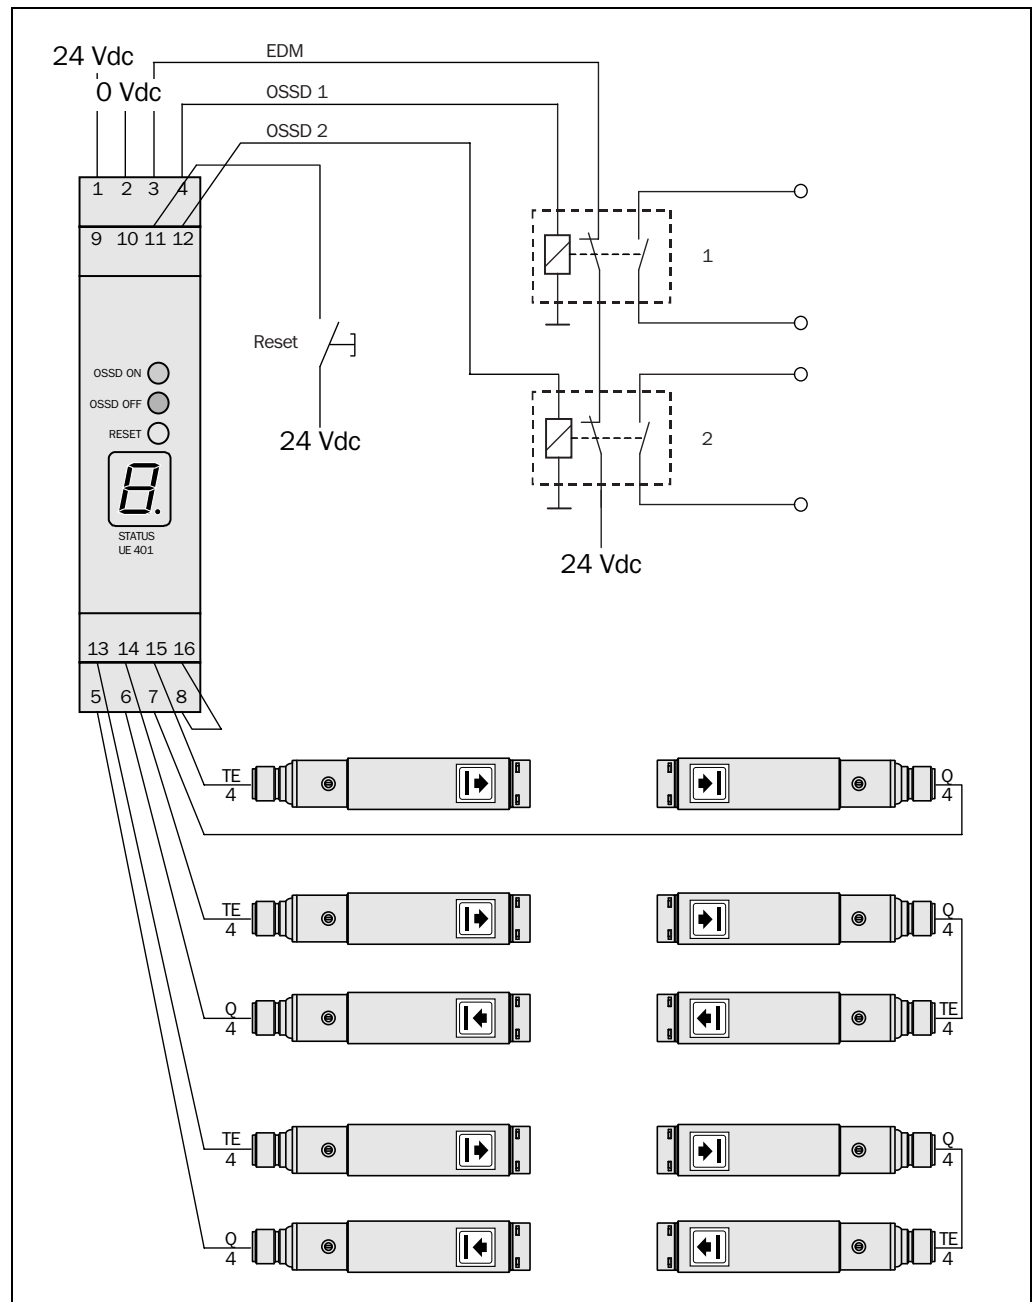 24 Vdc
EDM
0 Vdc
OSSD 1
OSSD 2
1 2 3 4
9 10 11 12
1
Reset
OSSD ON
OSSD OFF
RESET
24 Vdc
2
8.
STATUS
UE 401
24 Vdc
13 14 15 16
5 6 7 8
TE
4
Q
4
TE
4
Q
4
Q
4
TE
4
TE
4
Q
4
Q
4
TE
4